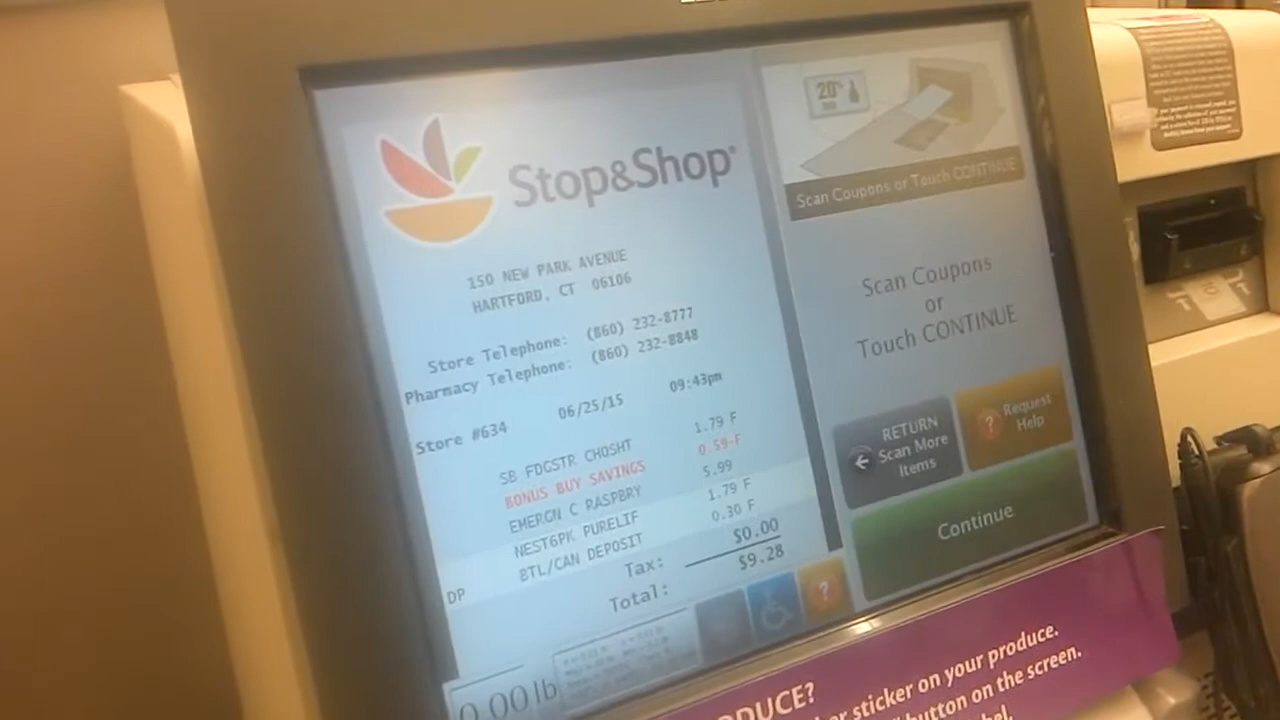 Stop&Shop
150 NEW PARK AVENUE
HARTFORD, CT 06106
Store Telephone: (860) 232-8777
Pharmacy Telephone: (860) 232-8848
Store #634 06/25/15 09:43pm
SB FDGSTR CHOSHT 1.79 F
BONUS BUY SAVINGS 0.59-F
EMERGN C RASPBRY 5.99
NEST6PK PURELIF 1.79 F
DP BTL/CAN DEPOSIT 0.30 F
Tax: $0.00
Total: $9.28
0.00 lb
20
Scan Coupons or Touch CONTINUE
Scan Coupons
or
Touch CONTINUE
RETURN
Scan More
Items
? Request
Help
Continue
?
ODUCE?
or sticker on your produce.
button on the screen.